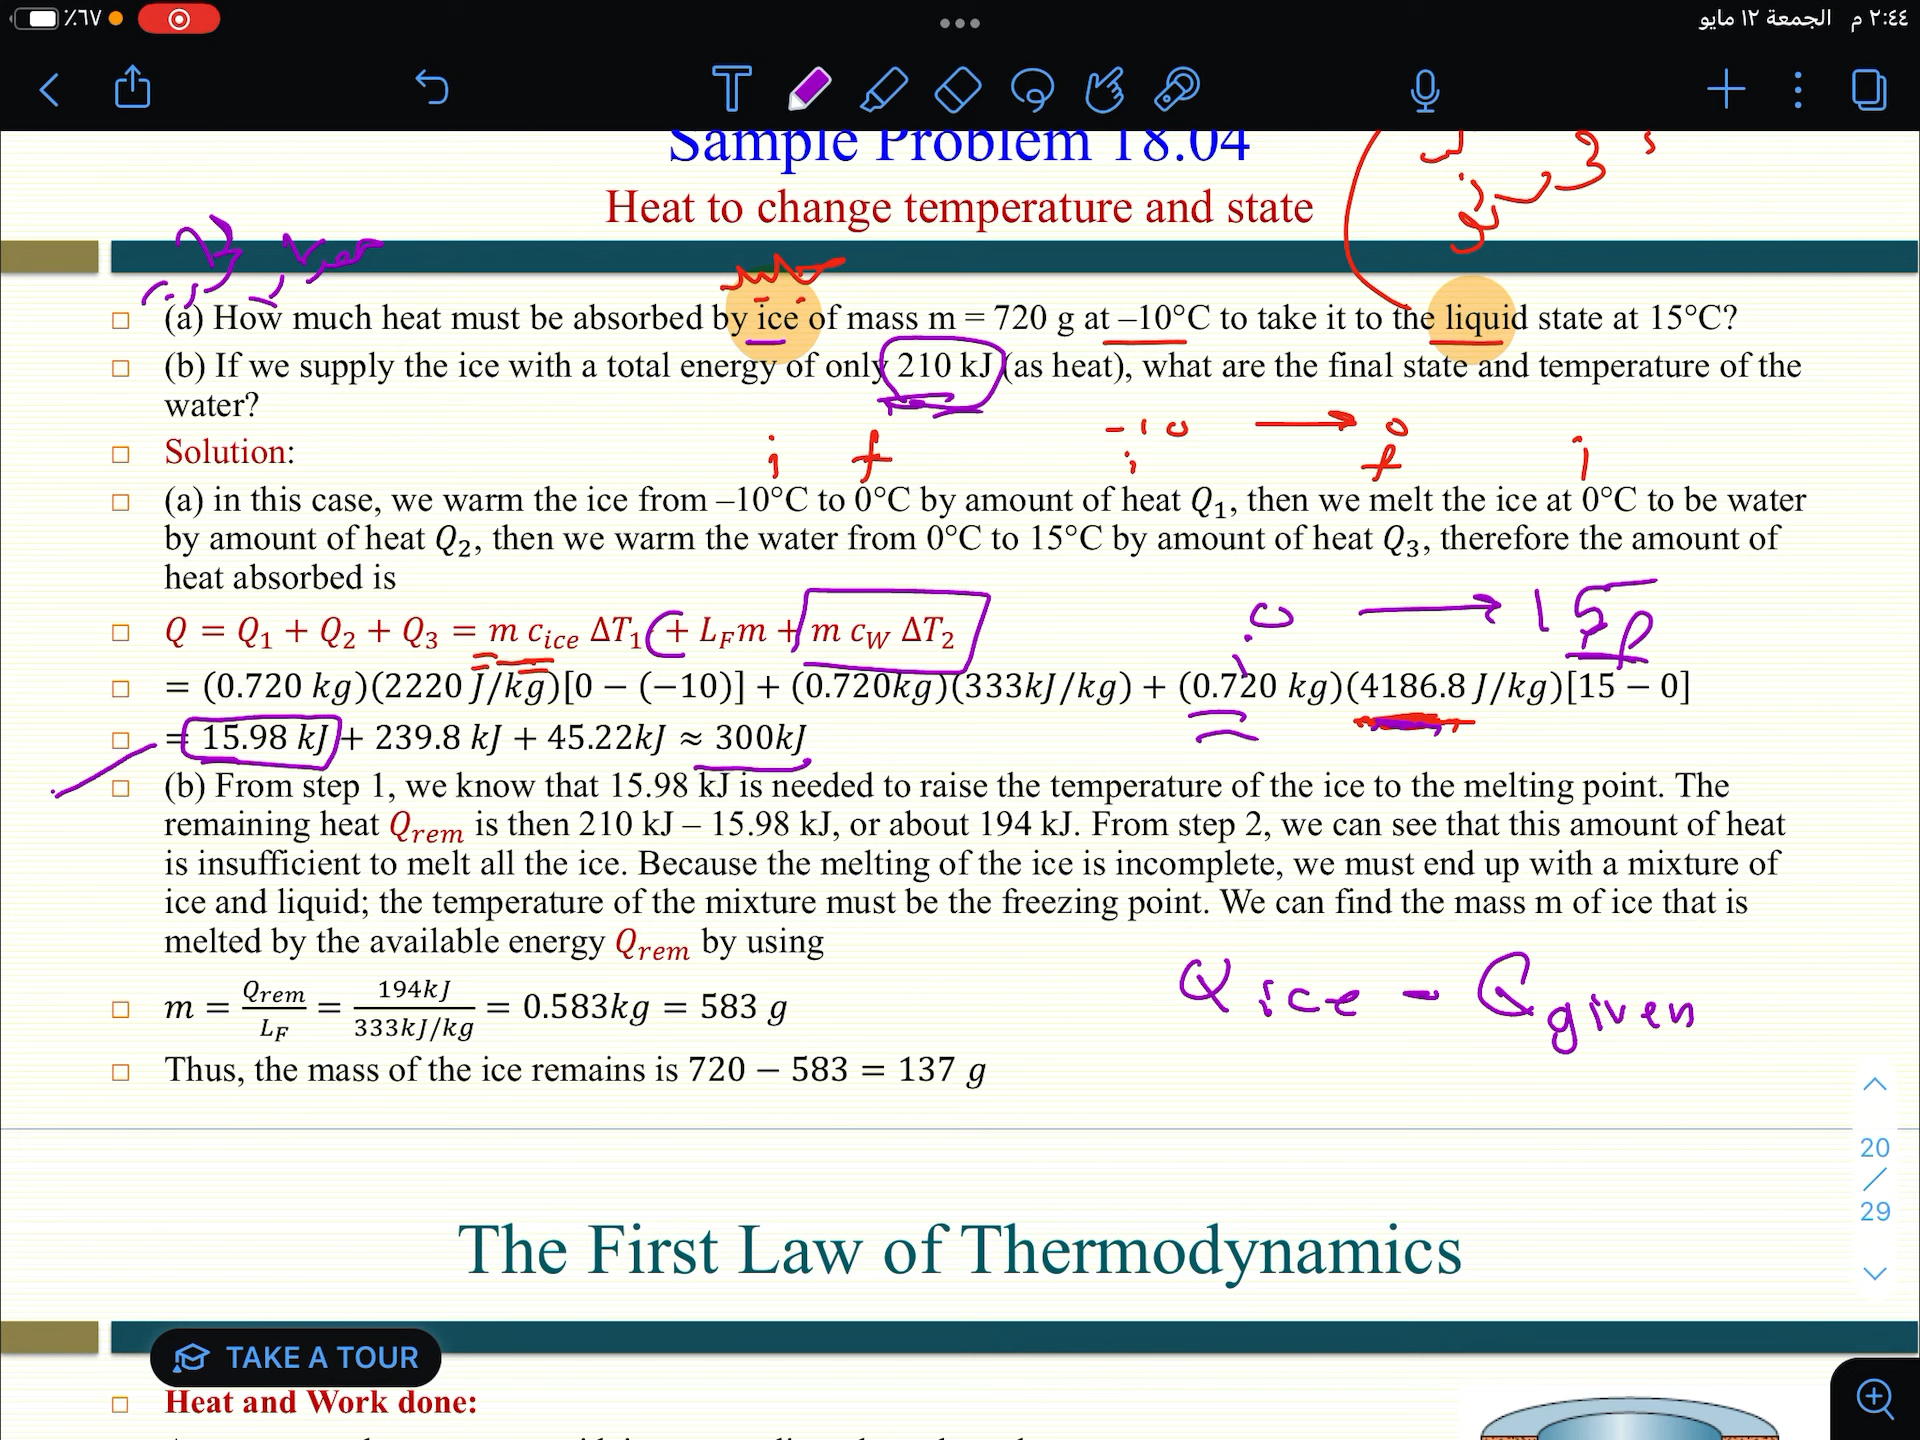 ٪٦٧
٢:٤٤ م الجمعة ١٢ مايو
Sample Problem 18.04
Heat to change temperature and state
(a) How much heat must be absorbed by ice of mass m = 720 g at –10°C to take it to the liquid state at 15°C?
(b) If we supply the ice with a total energy of only 210 kJ (as heat), what are the final state and temperature of the
water?
-10 → 0
Solution:
i f i f i
(a) in this case, we warm the ice from –10°C to 0°C by amount of heat Q₁, then we melt the ice at 0°C to be water
by amount of heat Q₂, then we warm the water from 0°C to 15°C by amount of heat Q₃, therefore the amount of
heat absorbed is
0 → 15
i f
Q = Q₁ + Q₂ + Q₃ = m c_ice ΔT₁ + L_F m + m c_W ΔT₂
= (0.720 kg)(2220 J/kg)[0 − (−10)] + (0.720kg)(333kJ/kg) + (0.720 kg)(4186.8 J/kg)[15 − 0]
= 15.98 kJ + 239.8 kJ + 45.22kJ ≈ 300kJ
(b) From step 1, we know that 15.98 kJ is needed to raise the temperature of the ice to the melting point. The
remaining heat Q_rem is then 210 kJ – 15.98 kJ, or about 194 kJ. From step 2, we can see that this amount of heat
is insufficient to melt all the ice. Because the melting of the ice is incomplete, we must end up with a mixture of
ice and liquid; the temperature of the mixture must be the freezing point. We can find the mass m of ice that is
melted by the available energy Q_rem by using
Q ice - Q given
m = Q_rem / L_F = 194kJ / 333kJ/kg = 0.583kg = 583 g
Thus, the mass of the ice remains is 720 − 583 = 137 g
20
/
29
The First Law of Thermodynamics
TAKE A TOUR
Heat and Work done: